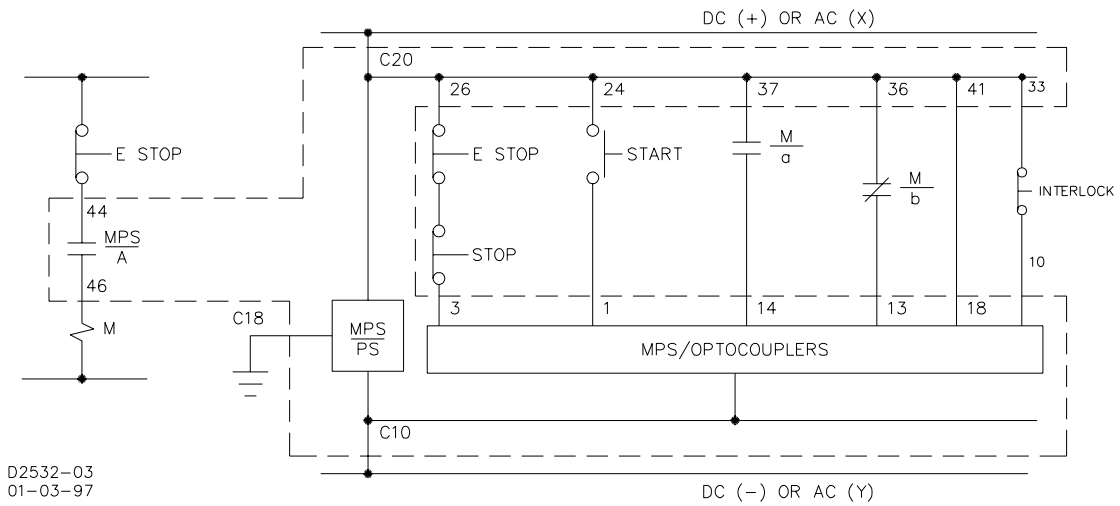 DC (+) OR AC (X)
C20
26
24
37
36
41
33
E STOP
E STOP
START
M
a
M
b
INTERLOCK
44
MPS
A
STOP
46
10
C18
3
1
14
13
18
M
MPS
PS
MPS/OPTOCOUPLERS
C10
D2532-03
01-03-97
DC (-) OR AC (Y)